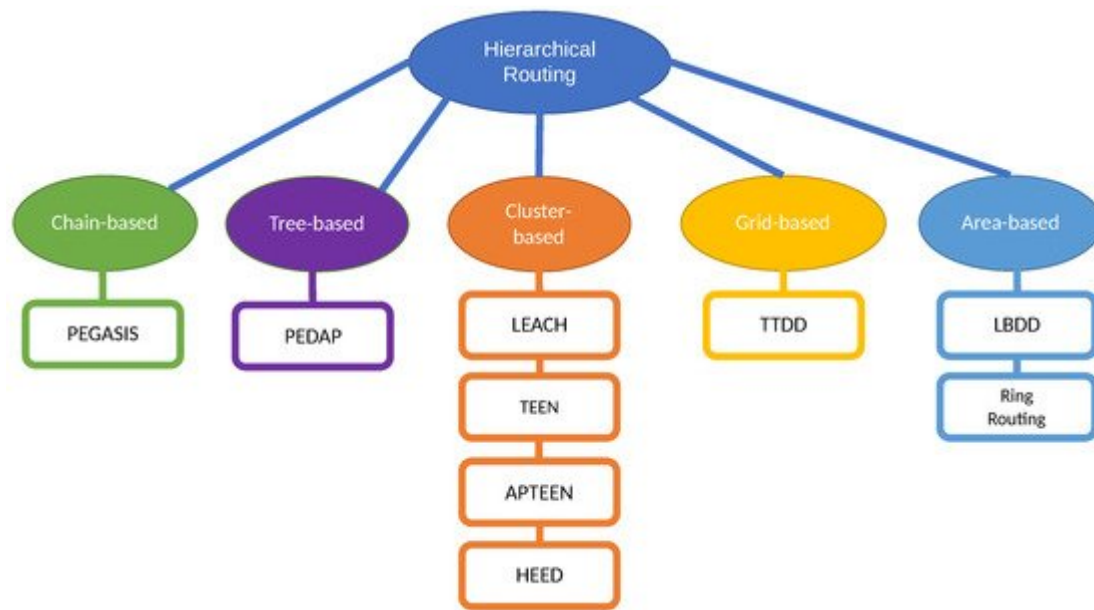 Hierarchical
Routing
Chain-based
Tree-based
Cluster-
based
Grid-based
Area-based
PEGASIS
PEDAP
LEACH
TTDD
LBDD
TEEN
Ring
Routing
APTEEN
HEED